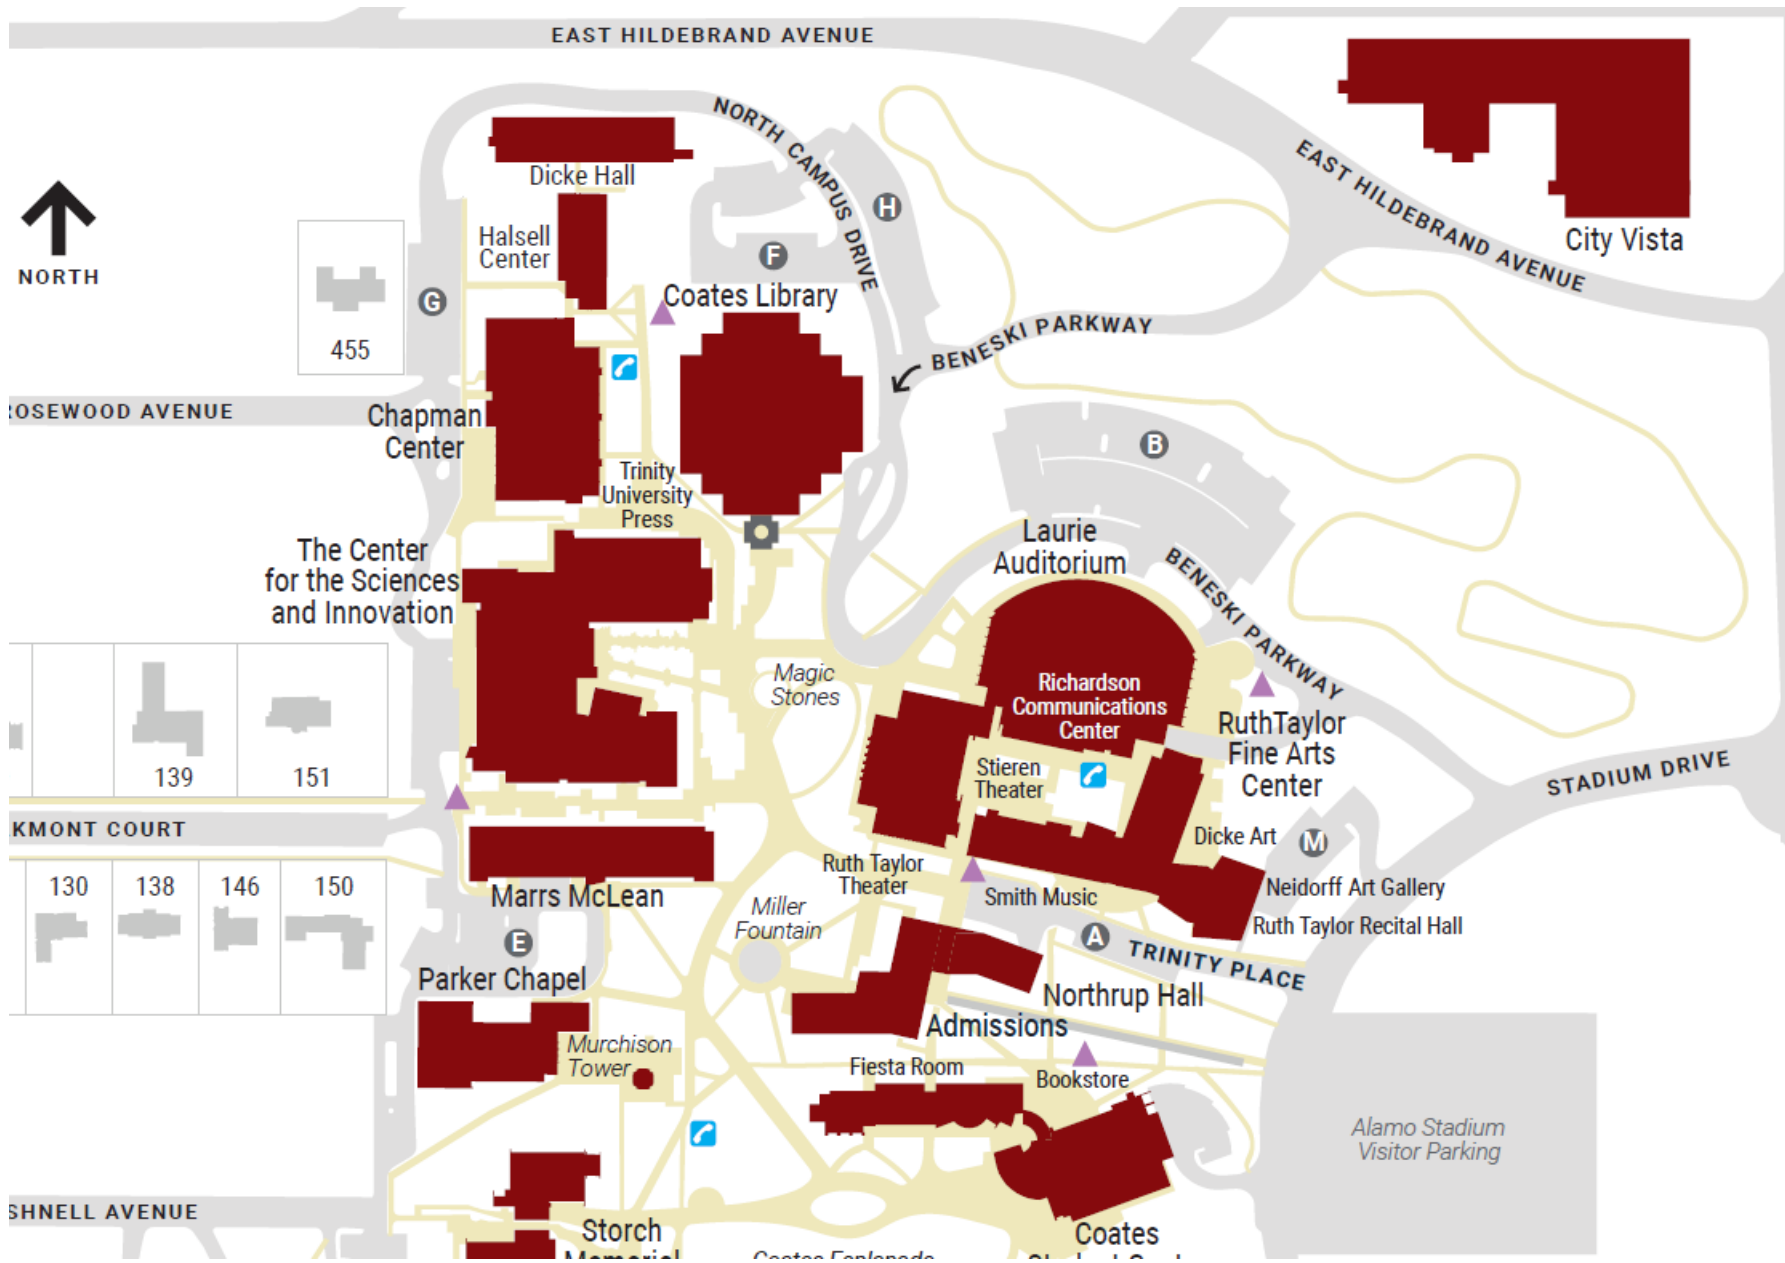 EAST HILDEBRAND AVENUE
NORTH CAMPUS DRIVE
Dicke Hall
EAST HILDEBRAND AVENUE
City Vista
H
NORTH
Halsell
Center
F
G
Coates Library
455
BENESKI PARKWAY
ROSEWOOD AVENUE
Chapman
Center
B
Trinity
University
Press
Laurie
Auditorium
The Center
for the Sciences
and Innovation
BENESKI PARKWAY
Magic
Stones
Richardson
Communications
Center
RuthTaylor
Fine Arts
Center
139
151
Stieren
Theater
STADIUM DRIVE
KMONT COURT
Dicke Art
M
130
138
146
150
Marrs McLean
Ruth Taylor
Theater
Smith Music
Neidorff Art Gallery
Ruth Taylor Recital Hall
Miller
Fountain
E
A
TRINITY PLACE
Parker Chapel
Northrup Hall
Admissions
Murchison
Tower
Fiesta Room
Bookstore
Alamo Stadium
Visitor Parking
SHNELL AVENUE
Storch
Memorial
Coates Esplanade
Coates